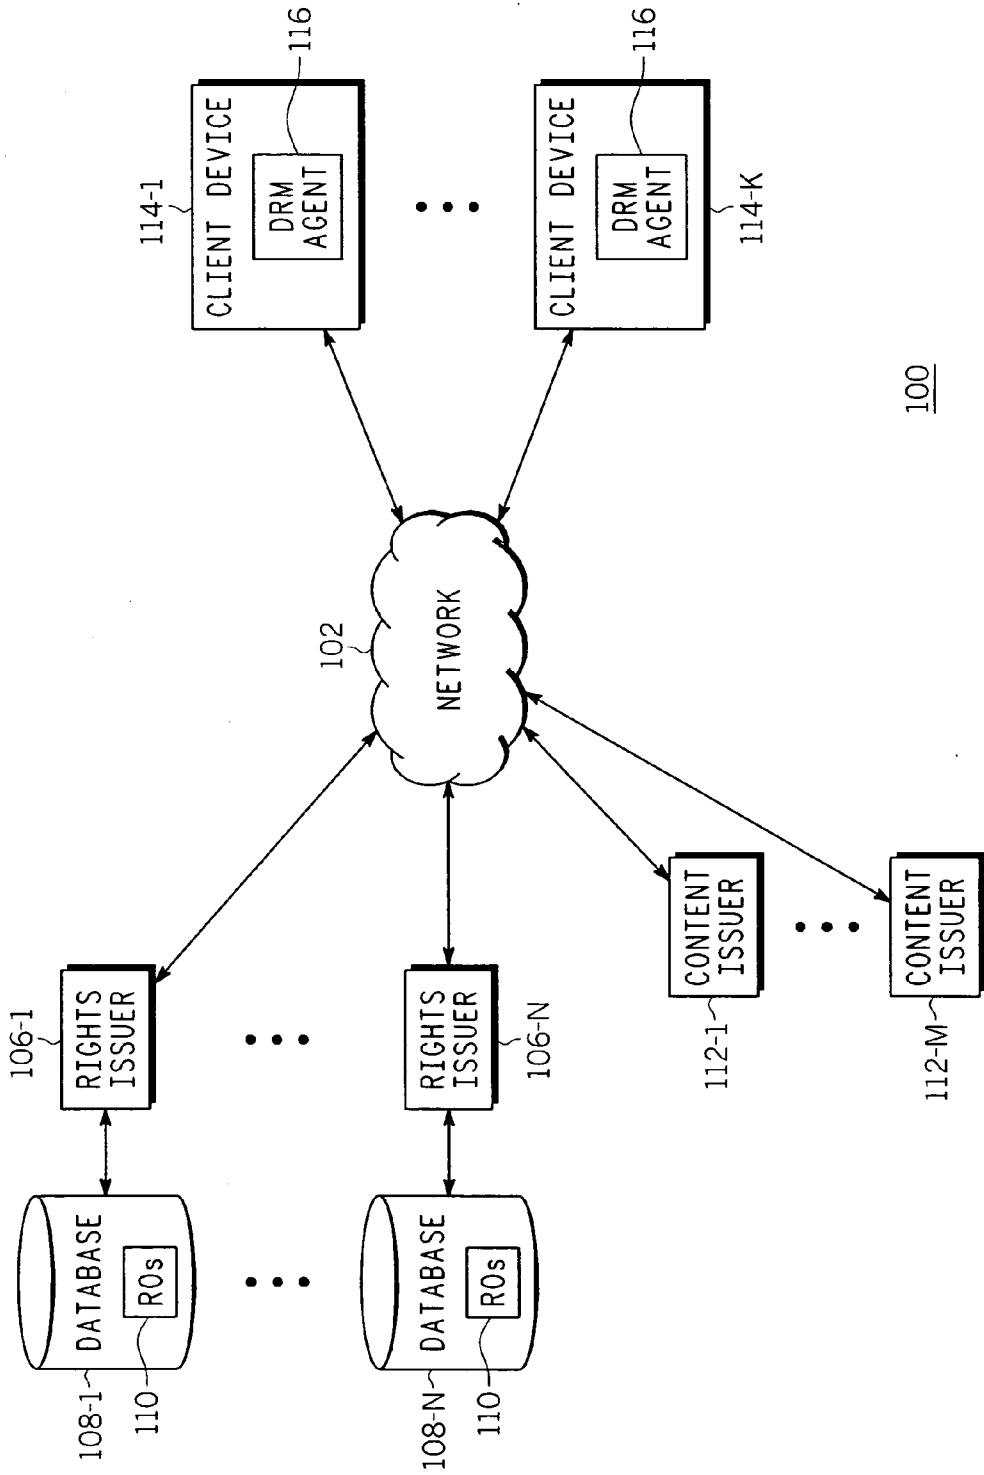 108-1
DATABASE
ROs
110
106-1
RIGHTS
ISSUER
108-N
DATABASE
ROs
110
RIGHTS
ISSUER
106-N
CONTENT
ISSUER
112-1
CONTENT
ISSUER
112-M
102
NETWORK
114-1
CLIENT DEVICE
DRM
AGENT
116
CLIENT DEVICE
DRM
AGENT
116
114-K
100